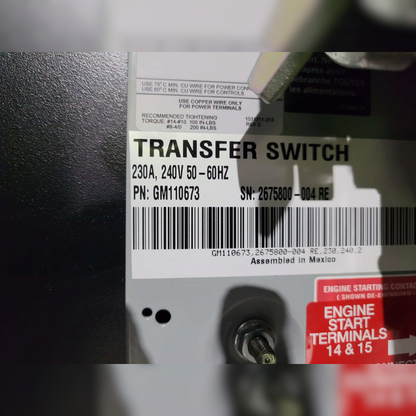 USE 75°C MIN. CU WIRE FOR POWER
USE 60°C MIN. CU WIRE FOR CONTROLS.
USE COPPER WIRE ONLY
FOR POWER TERMINALS
RECOMMENDED TIGHTENING
TORQUE: #14-#10 100 IN-LBS
#8-4/0 200 IN-LBS
TRANSFER SWITCH
230A, 240V 50-60HZ
PN: GM110673 SN: 2675800-004 RE
GM110673,2675800-004 RE,230,240,2
Assembled in Mexico
ENGINE STARTING
ENGINE
START
TERMINALS
14 & 15